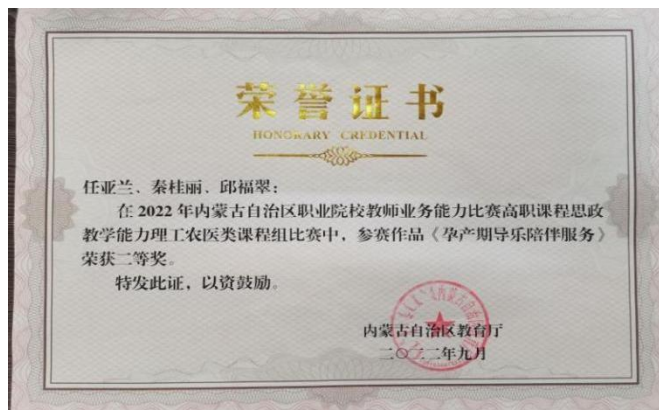 荣誉证书
HONORARY CREDENTIAL
任亚兰、秦桂丽、邱福翠：
在 2022 年内蒙古自治区职业院校教师业务能力比赛高职课程思政
教学能力理工农医类课程组比赛中，参赛作品《孕产期导乐陪伴服务》
荣获二等奖。
特发此证，以资鼓励。
内蒙古自治区教育厅
二〇二二年九月